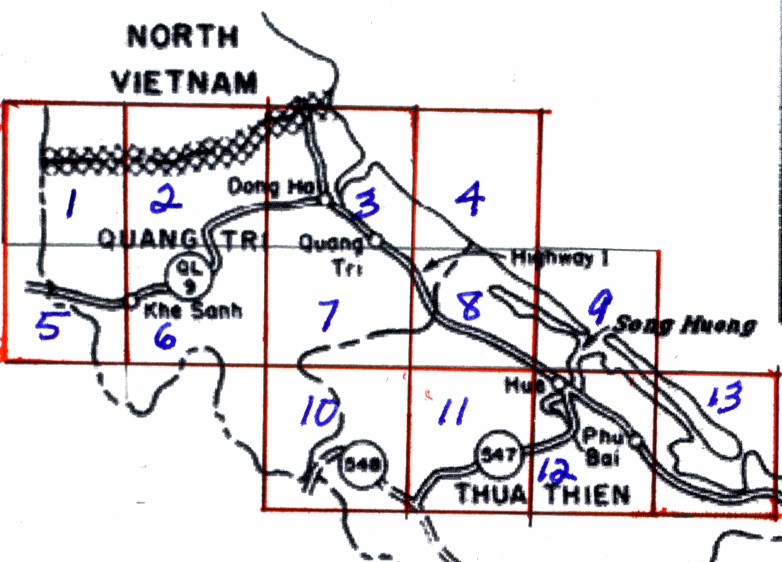 NORTH
VIETNAM
1
2
Dong Ha
3
4
QUANG TRI
Quang
Tri
Highway 1
QL
9
Khe Sanh
5
6
7
8
9
Song Huong
10
11
Hue
13
548
547
Phu
Bai
12
THUA THIEN